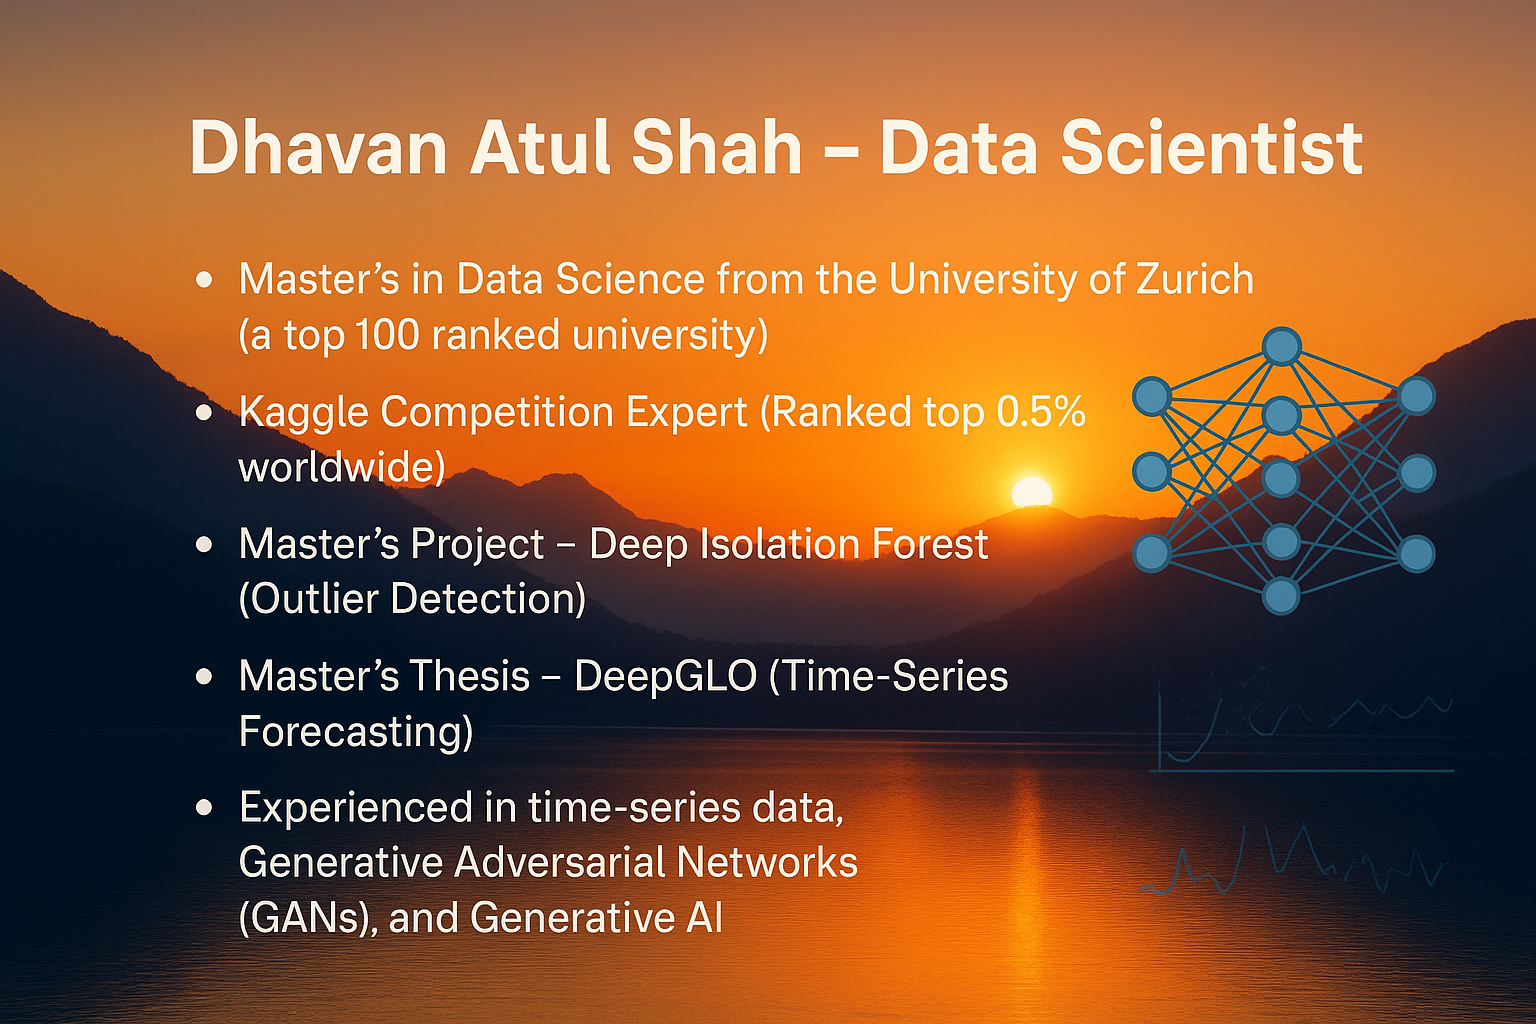 Dhavan Atul Shah – Data Scientist
• Master’s in Data Science from the University of Zurich
(a top 100 ranked university)
• Kaggle Competition Expert (Ranked top 0.5%
worldwide)
• Master’s Project – Deep Isolation Forest
(Outlier Detection)
• Master’s Thesis – DeepGLO (Time-Series
Forecasting)
• Experienced in time-series data,
Generative Adversarial Networks
(GANs), and Generative AI